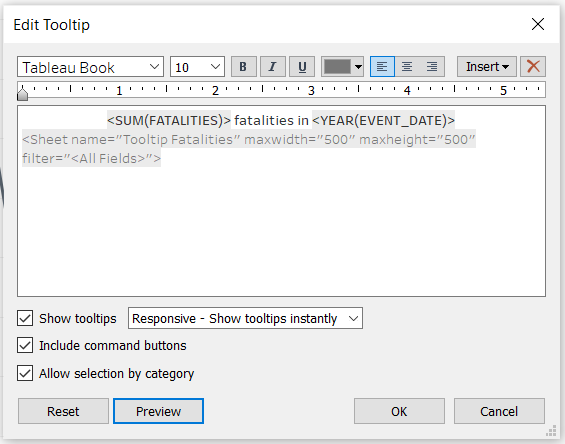 Edit Tooltip
Tableau Book 10 B I U Insert
1 2 3 4 5
<SUM(FATALITIES)> fatalities in <YEAR(EVENT_DATE)>
<Sheet name="Tooltip Fatalities" maxwidth="500" maxheight="500"
filter="<All Fields>">
Show tooltips Responsive - Show tooltips instantly
Include command buttons
Allow selection by category
Reset Preview OK Cancel